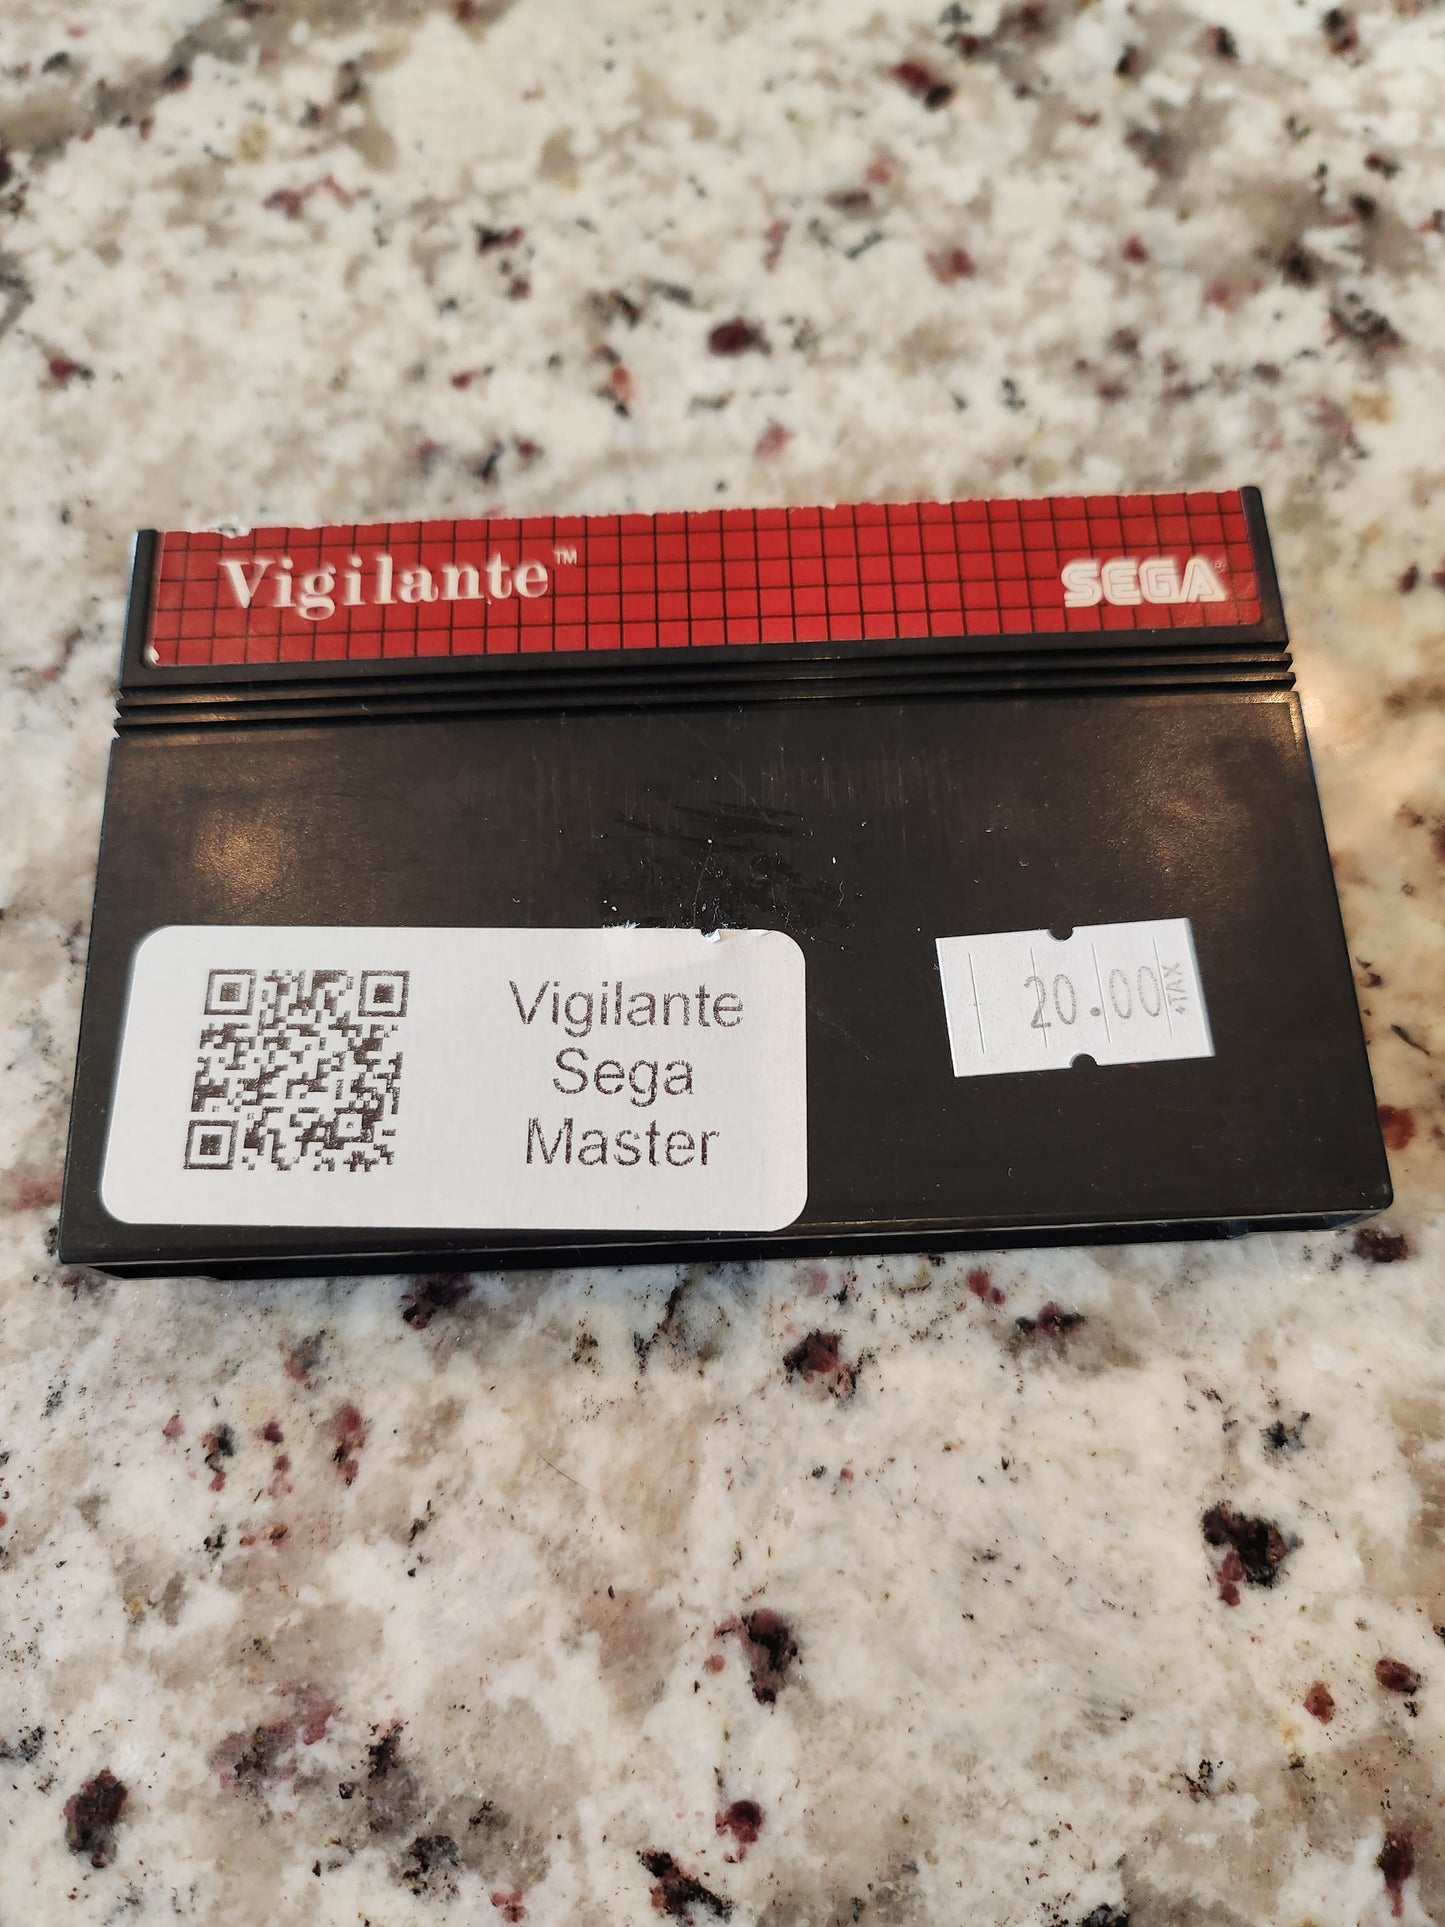 Vigilante™
SEGA®
Vigilante
Sega
Master
20.00
+TAX